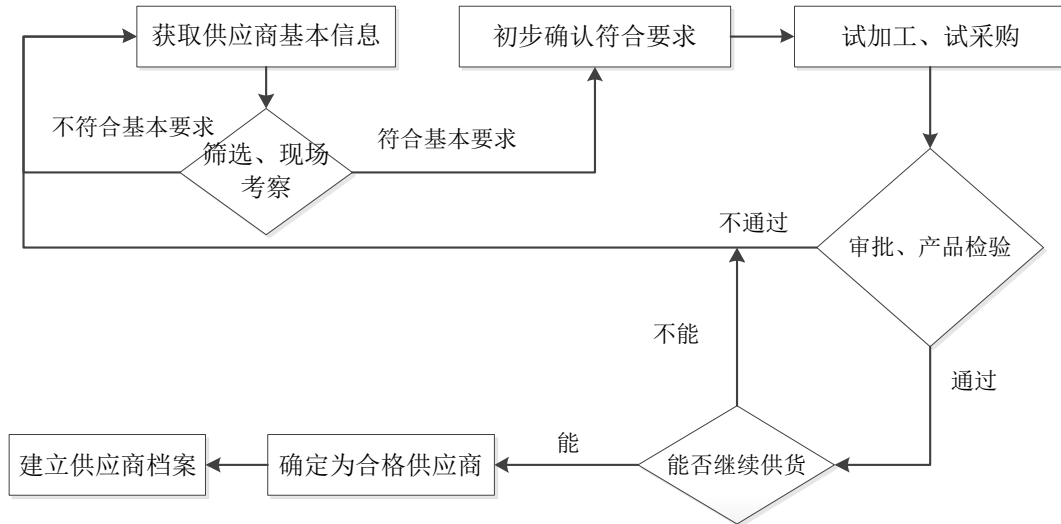 获取供应商基本信息
初步确认符合要求
试加工、试采购
不符合基本要求
符合基本要求
筛选、现场
考察
不通过
审批、产品检验
不能
通过
能
建立供应商档案
确定为合格供应商
能否继续供货